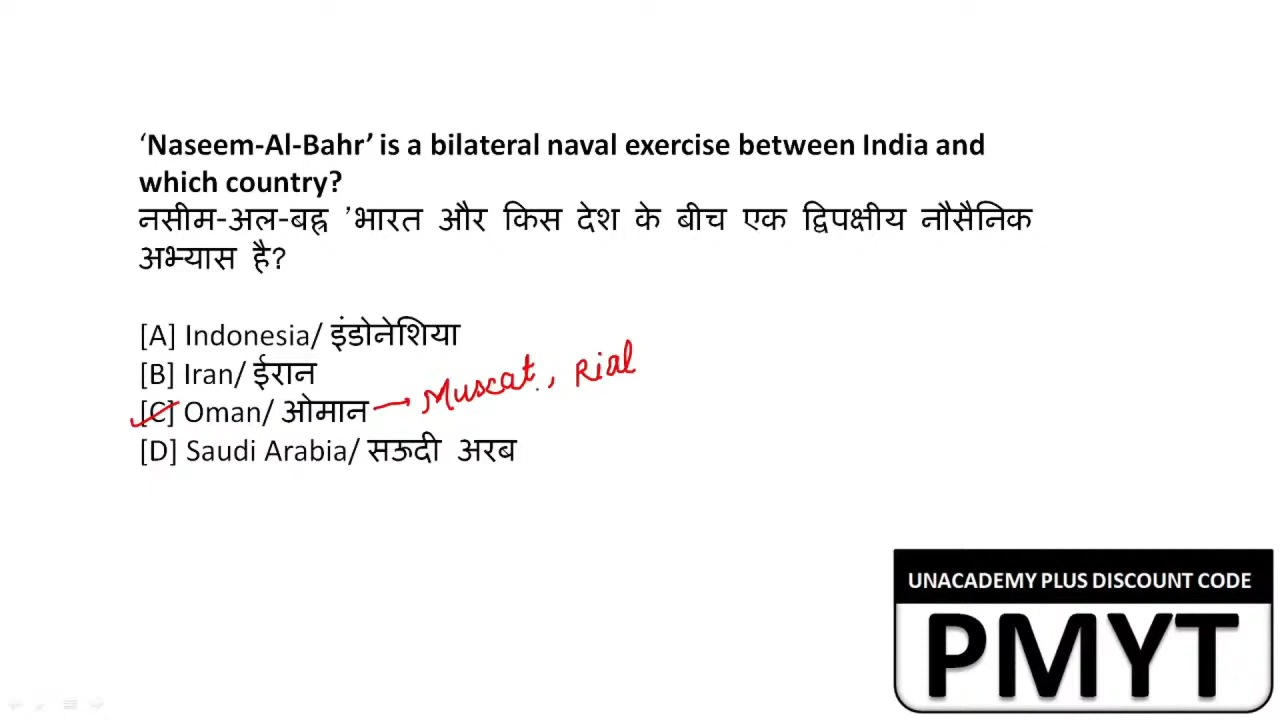 ‘Naseem-Al-Bahr’ is a bilateral naval exercise between India and
which country?
नसीम-अल-बह्र ’भारत और किस देश के बीच एक द्विपक्षीय नौसैनिक
अभ्यास है?
[A] Indonesia/ इंडोनेशिया
[B] Iran/ ईरान
[C] Oman/ ओमान → Muscat, Rial
[D] Saudi Arabia/ सऊदी अरब
UNACADEMY PLUS DISCOUNT CODE
PMYT